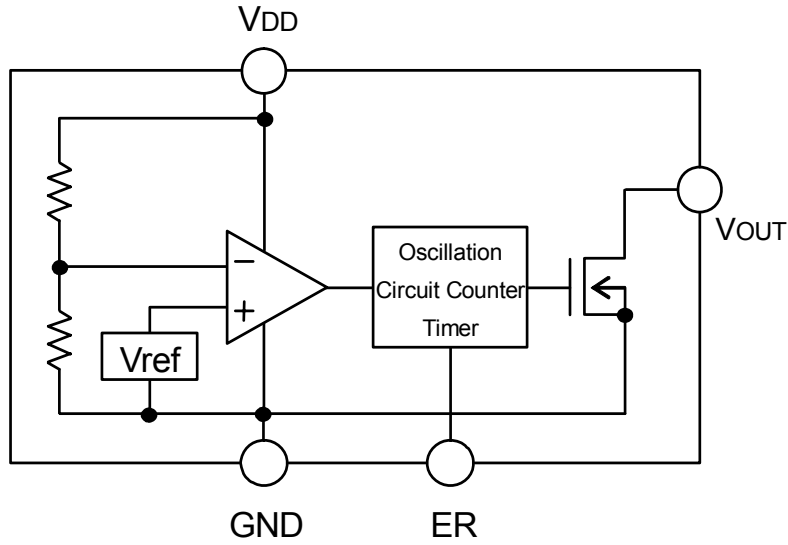 VDD
VOUT
−
+
Oscillation
Circuit Counter
Timer
Vref
GND
ER